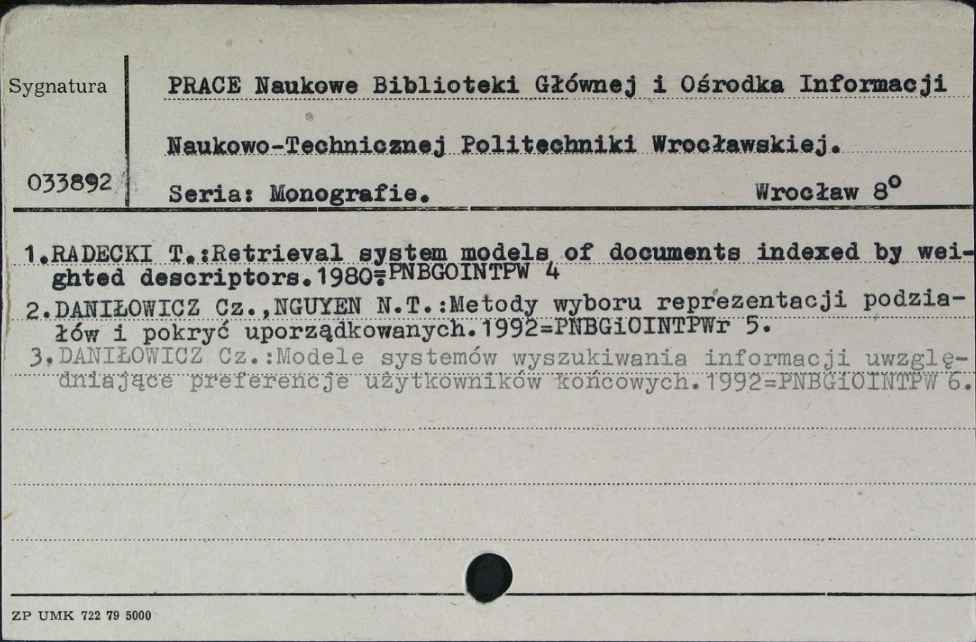 Sygnatura
PRACE Naukowe Biblioteki Głównej i Ośrodka Informacji
Naukowo-Technicznej Politechniki Wrocławskiej.
033892
Seria: Monografie. Wrocław 8°
1.RADECKI T.:Retrieval system models of documents indexed by wei-
ghted descriptors.1980=PNBGOINTPW 4
2.DANIŁOWICZ Cz.,NGUYEN N.T.:Metody wyboru reprezentacji podzia-
łów i pokryć uporządkowanych.1992=PNBGiOINTPWr 5.
3.DANIŁOWICZ Cz.:Modele systemów wyszukiwania informacji uwzglę-
dniające preferencje użytkowników końcowych.1992=PNBGiOINTPW 6.
ZP UMK 722 79 5000